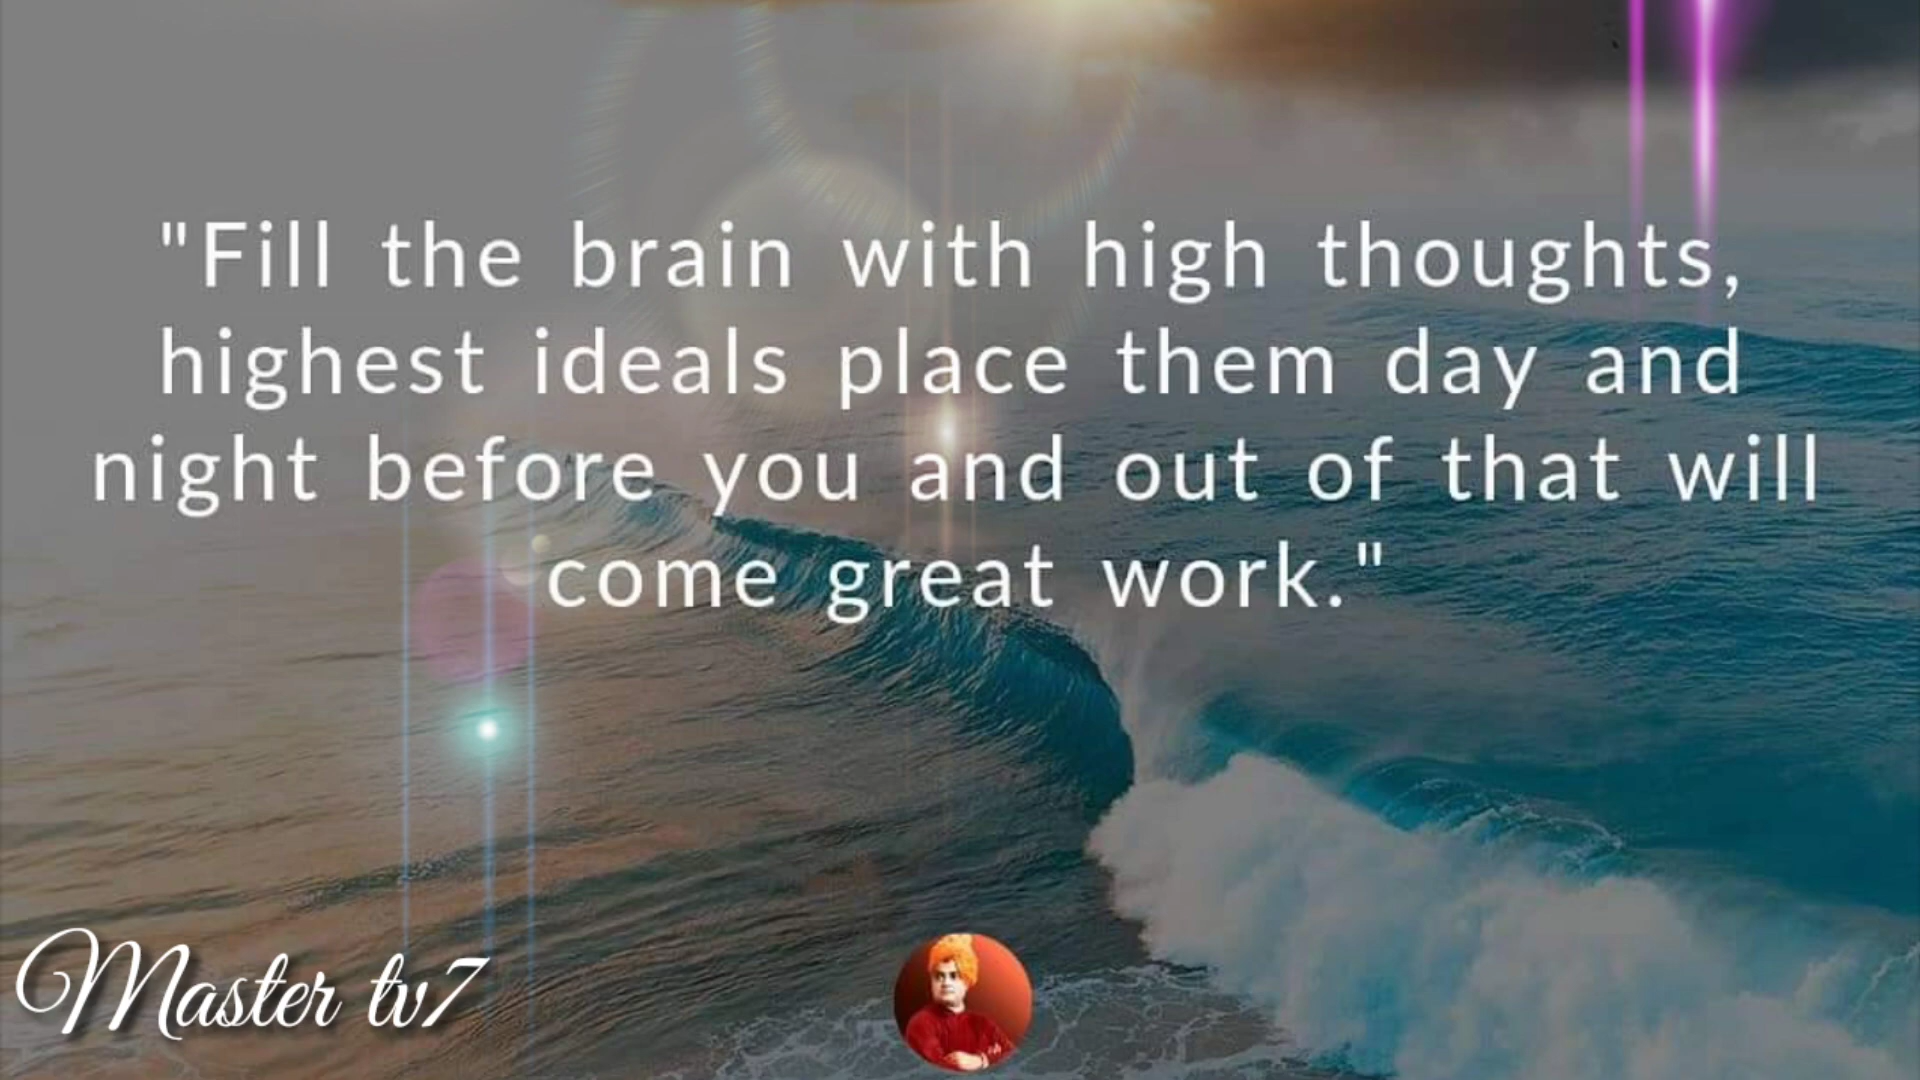 "Fill the brain with high thoughts,
highest ideals place them day and
night before you and out of that will
come great work."
Master tv7